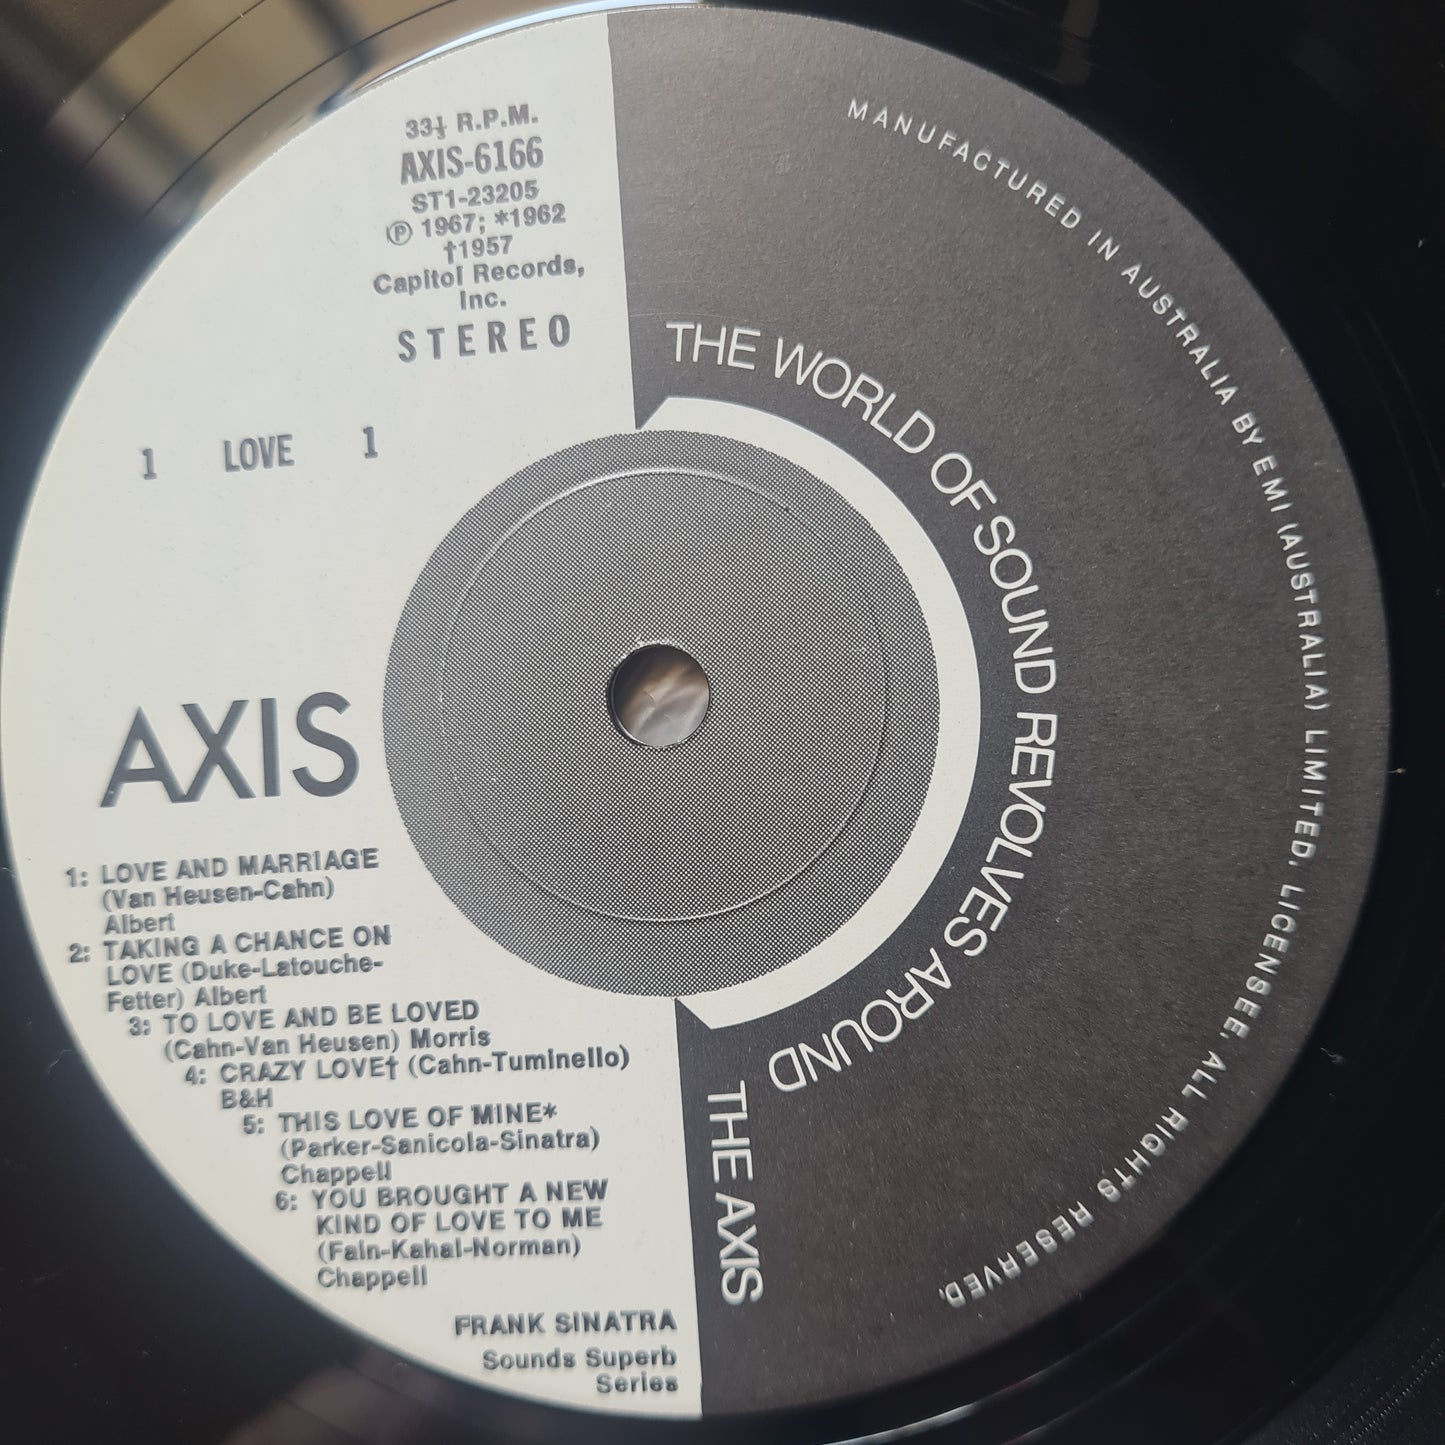 33⅓ R.P.M.
AXIS-6166
ST1-23205
℗ 1967; *1962
†1957
Capitol Records,
Inc.
STEREO
1 LOVE 1
AXIS
1: LOVE AND MARRIAGE
(Van Heusen-Cahn)
Albert
2: TAKING A CHANCE ON
LOVE (Duke-Latouche-
Fetter) Albert
3: TO LOVE AND BE LOVED
(Cahn-Van Heusen) Morris
4: CRAZY LOVE† (Cahn-Tuminello)
B&H
5: THIS LOVE OF MINE*
(Parker-Sanicola-Sinatra)
Chappell
6: YOU BROUGHT A NEW
KIND OF LOVE TO ME
(Fain-Kahal-Norman)
Chappell
FRANK SINATRA
Sounds Superb
Series
THE WORLD OF SOUND REVOLVES AROUND
THE AXIS
MANUFACTURED IN AUSTRALIA BY EMI (AUSTRALIA) LIMITED, LICENSEE. ALL RIGHTS RESERVED.